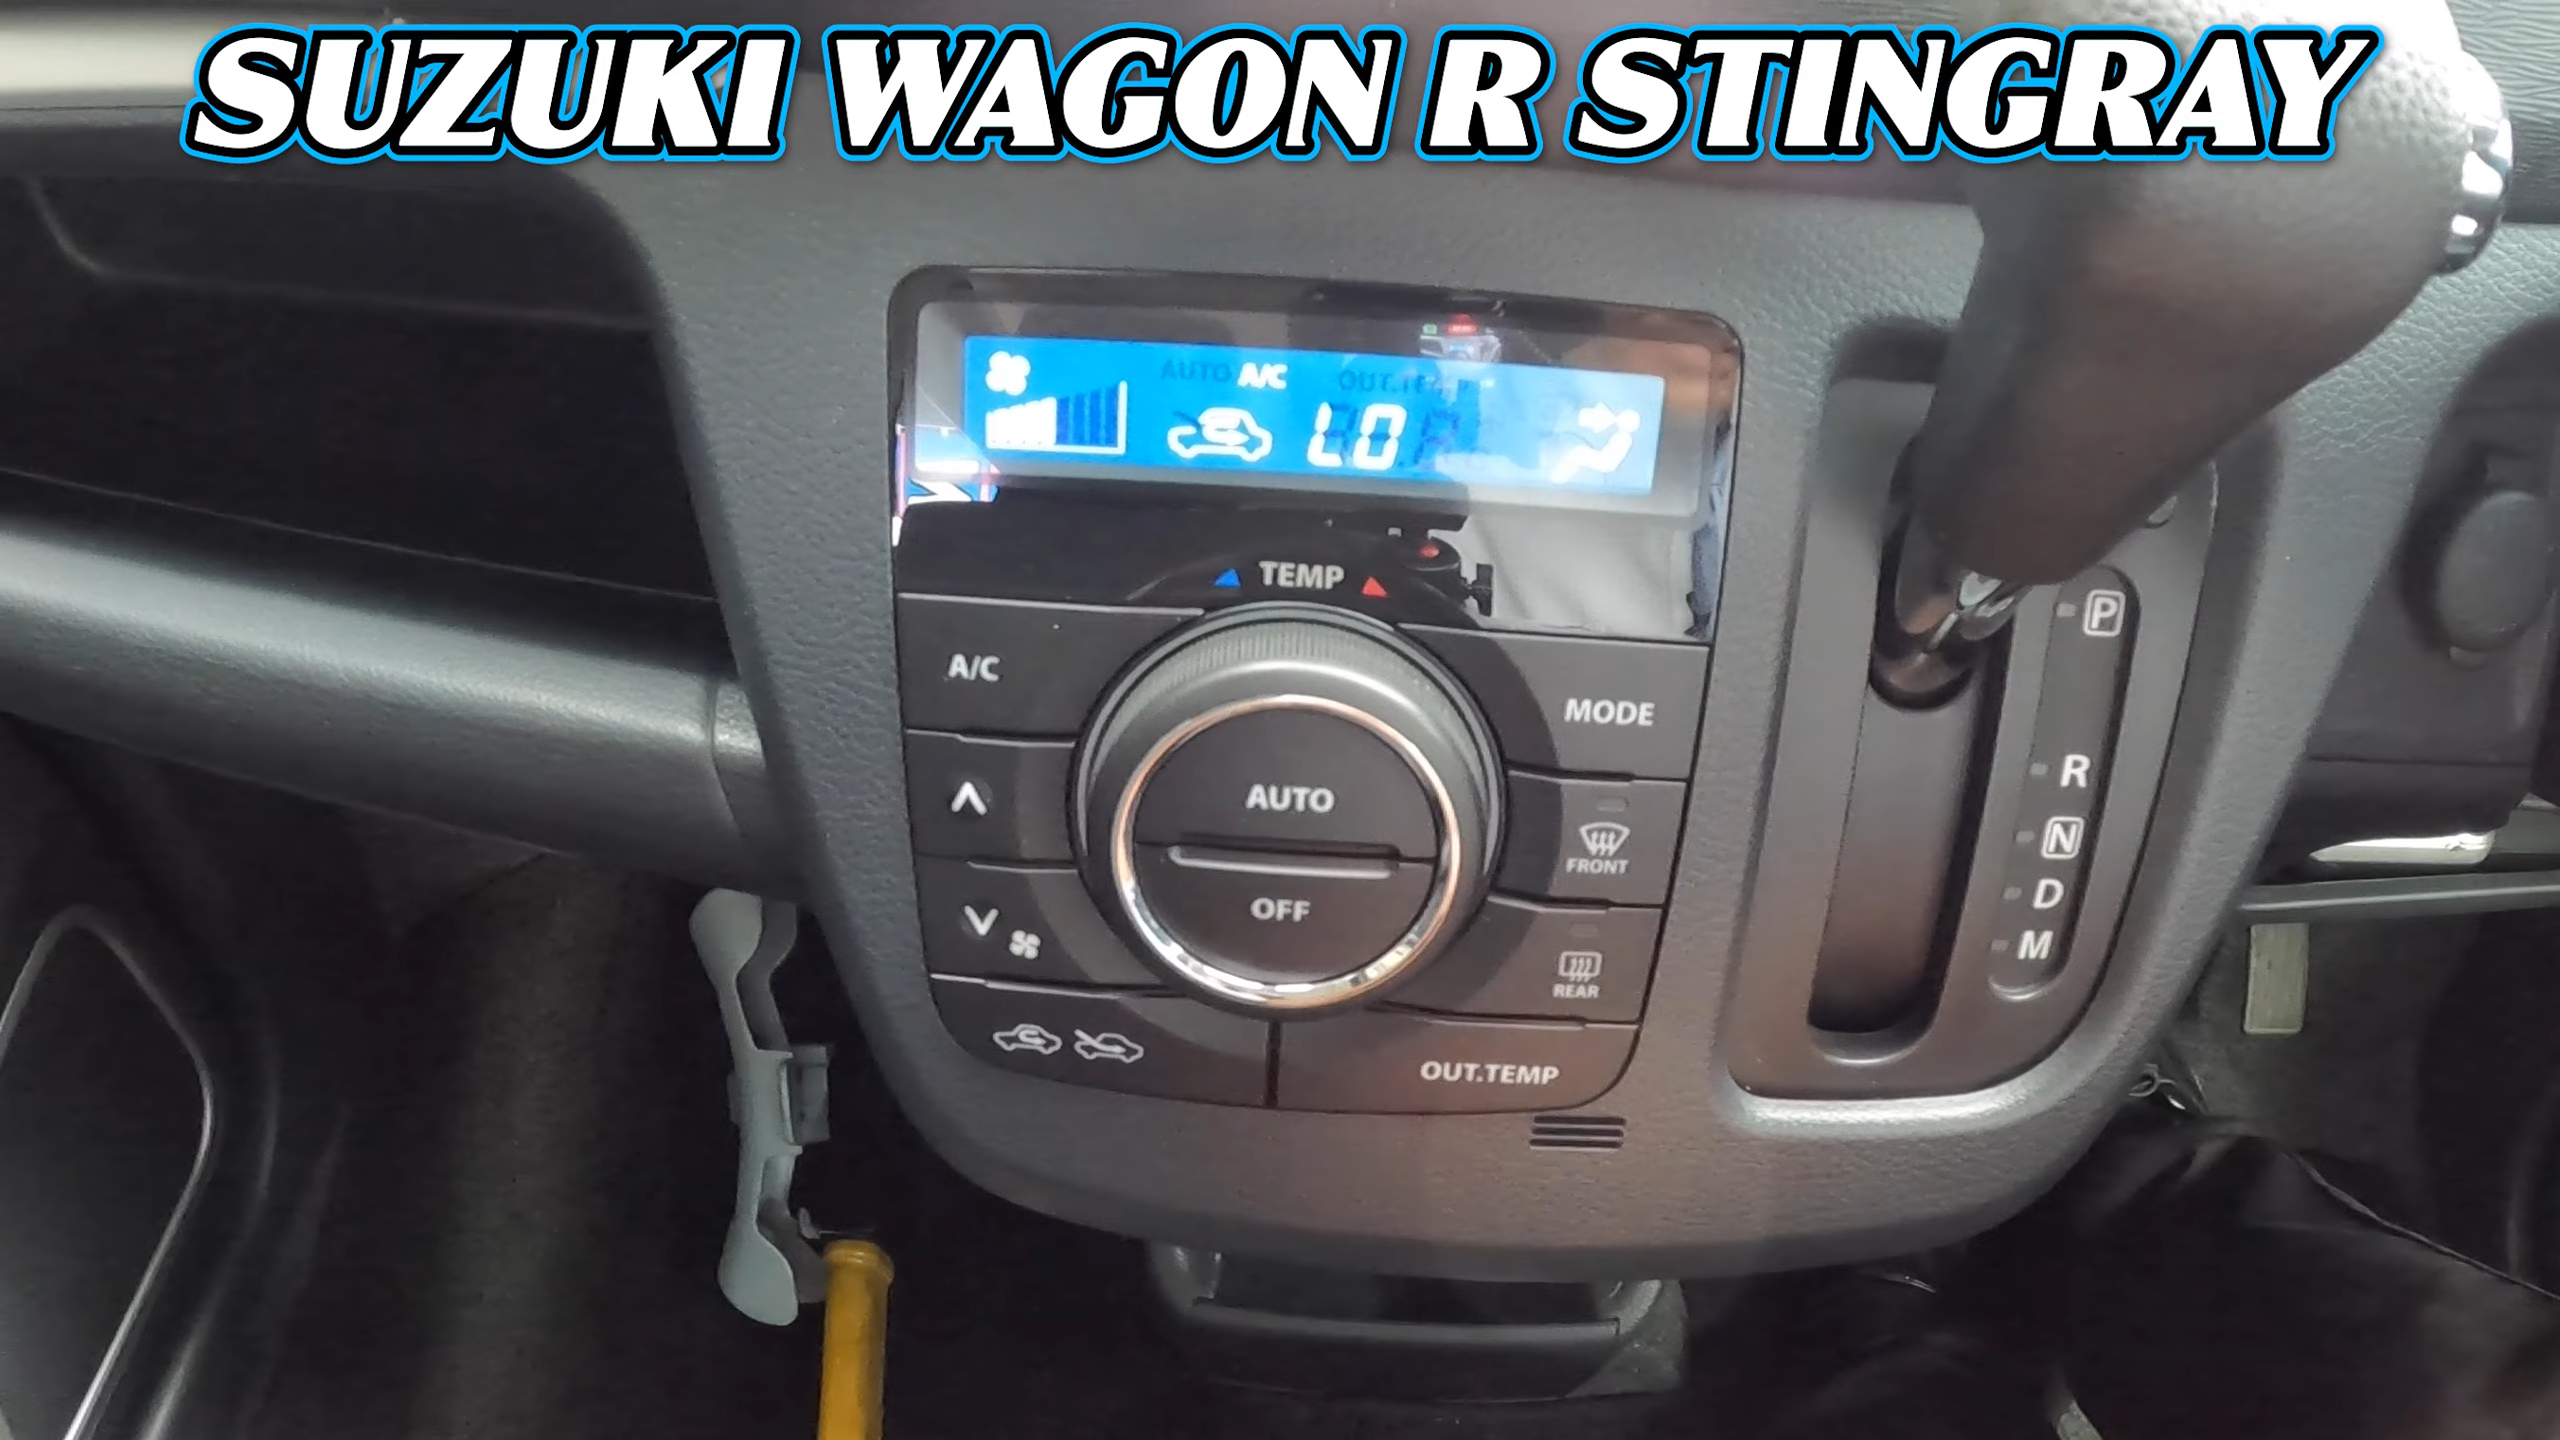 SUZUKI WAGON R STINGRAY
AUTO A/C
LO
TEMP
A/C
MODE
AUTO
OFF
FRONT
REAR
OUT.TEMP
P
R
N
D
M